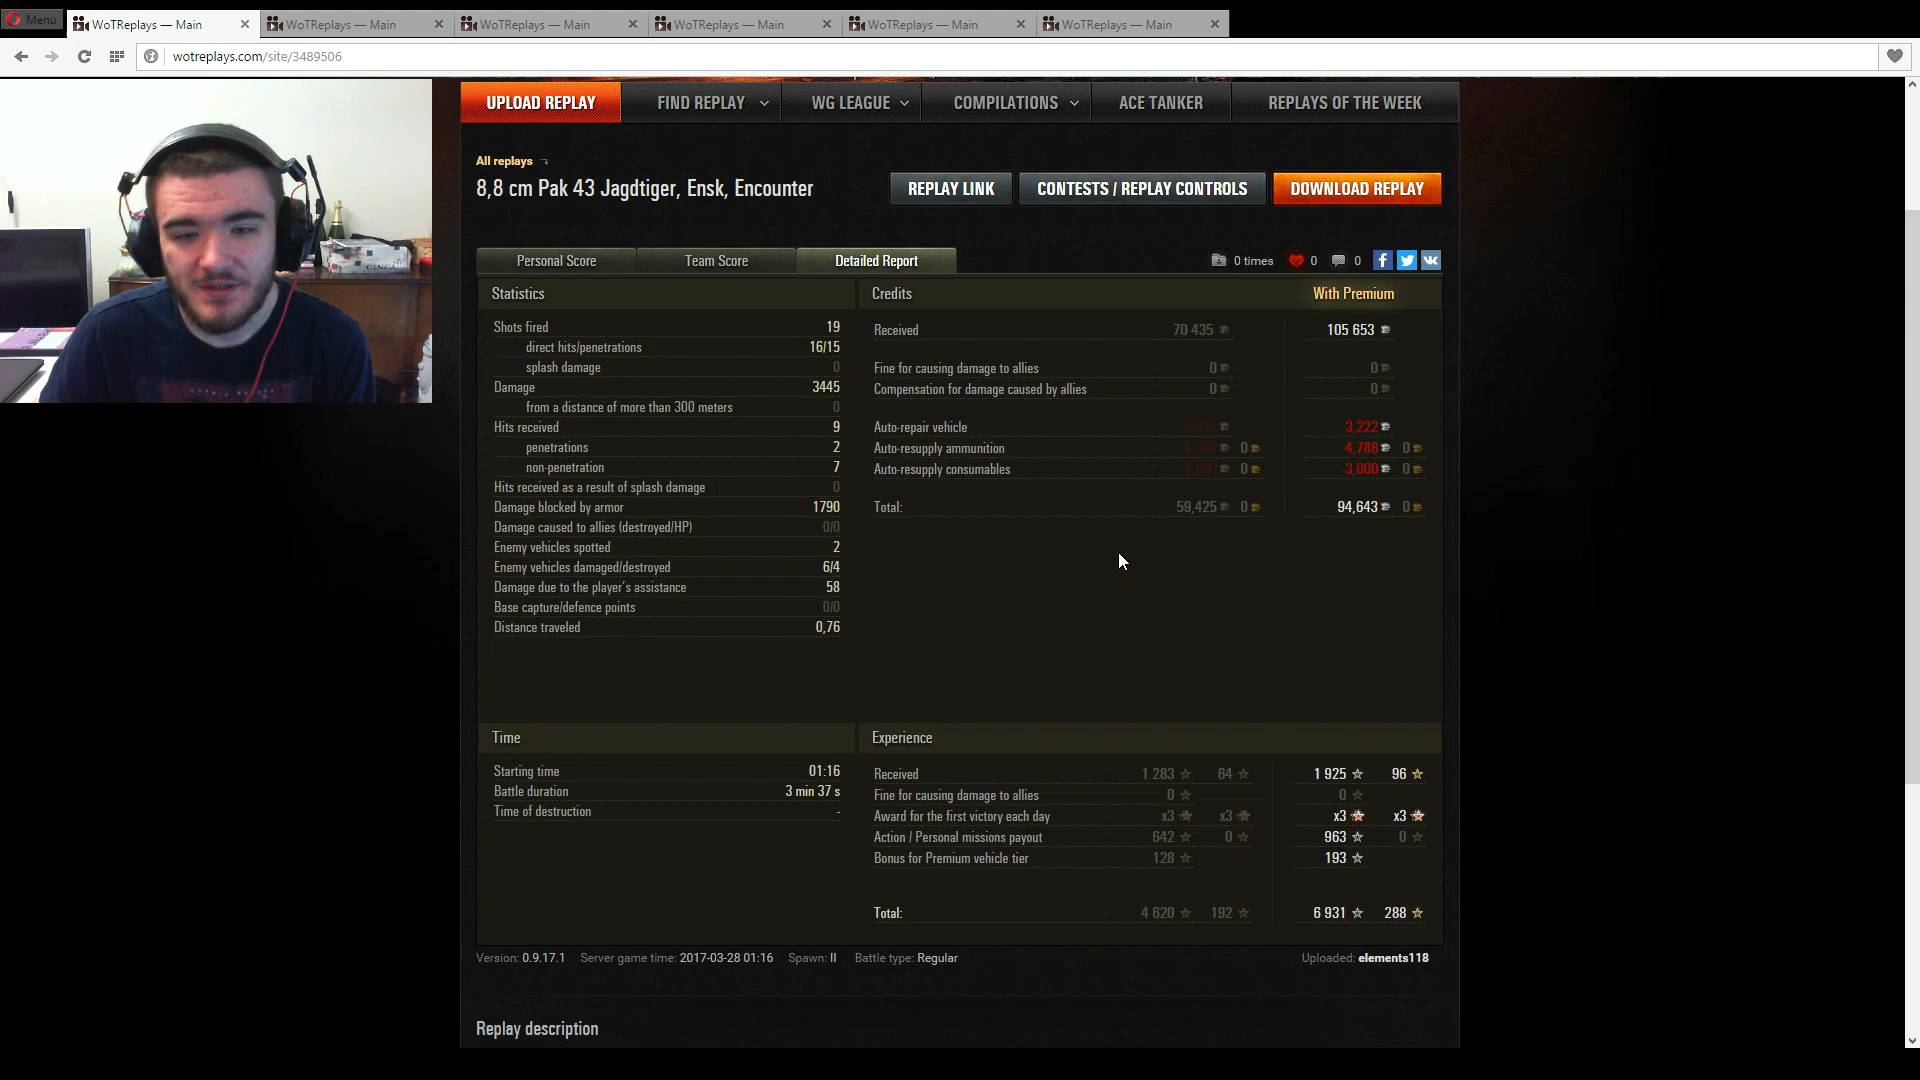 Menu
WoTReplays — Main
WoTReplays — Main
WoTReplays — Main
WoTReplays — Main
WoTReplays — Main
WoTReplays — Main
wotreplays.com/site/3489506
UPLOAD REPLAY FIND REPLAY WG LEAGUE COMPILATIONS ACE TANKER REPLAYS OF THE WEEK
All replays
8,8 cm Pak 43 Jagdtiger, Ensk, Encounter
REPLAY LINK CONTESTS / REPLAY CONTROLS DOWNLOAD REPLAY
Personal Score Team Score Detailed Report 0 times 0 0
Statistics
Shots fired 19
direct hits/penetrations 16/15
splash damage 0
Damage 3445
from a distance of more than 300 meters 0
Hits received 9
penetrations 2
non-penetration 7
Hits received as a result of splash damage 0
Damage blocked by armor 1790
Damage caused to allies (destroyed/HP) 0/0
Enemy vehicles spotted 2
Enemy vehicles damaged/destroyed 6/4
Damage due to the player's assistance 58
Base capture/defence points 0/0
Distance traveled 0,76
Credits With Premium
Received 70 435 105 653
Fine for causing damage to allies 0 0
Compensation for damage caused by allies 0 0
Auto-repair vehicle -3,222
Auto-resupply ammunition 0 -4,788 0
Auto-resupply consumables 0 -3,000 0
Total: 59,425 0 94,643 0
Time
Starting time 01:16
Battle duration 3 min 37 s
Time of destruction -
Experience
Received 1 283 64 1 925 96
Fine for causing damage to allies 0 0
Award for the first victory each day x3 x3 x3 x3
Action / Personal missions payout 642 0 963 0
Bonus for Premium vehicle tier 128 193
Total: 4 620 192 6 931 288
Version: 0.9.17.1 Server game time: 2017-03-28 01:16 Spawn: II Battle type: Regular Uploaded: elements118
Replay description